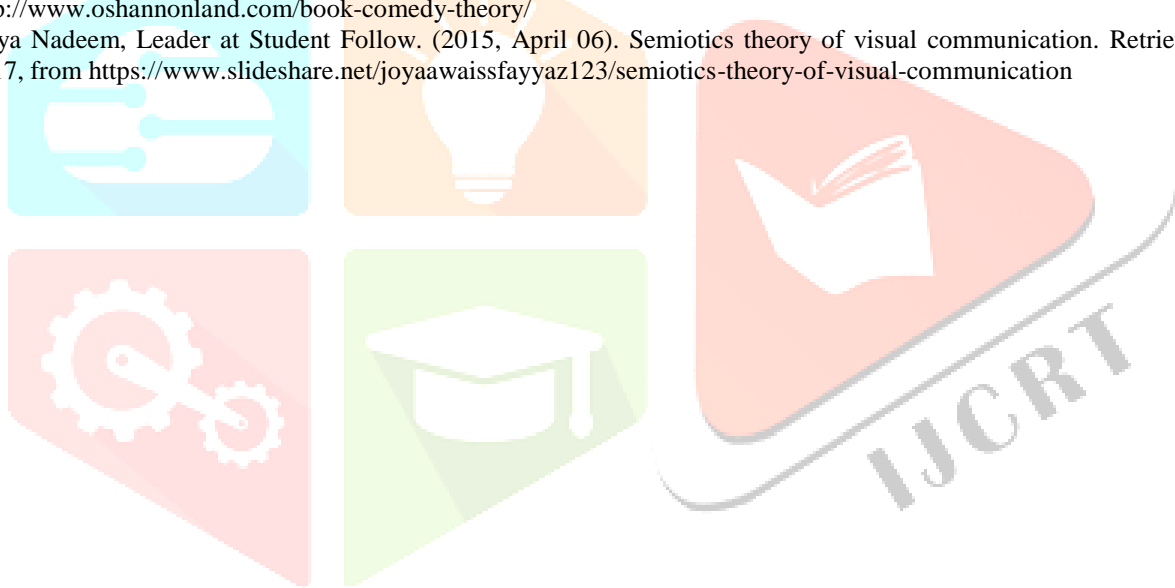 p://www.oshannonland.com/book-comedy-theory/
ya Nadeem, Leader at Student Follow. (2015, April 06). Semiotics theory of visual communication. Retrie
17, from https://www.slideshare.net/joyaawaissfayyaz123/semiotics-theory-of-visual-communication
IJCRT